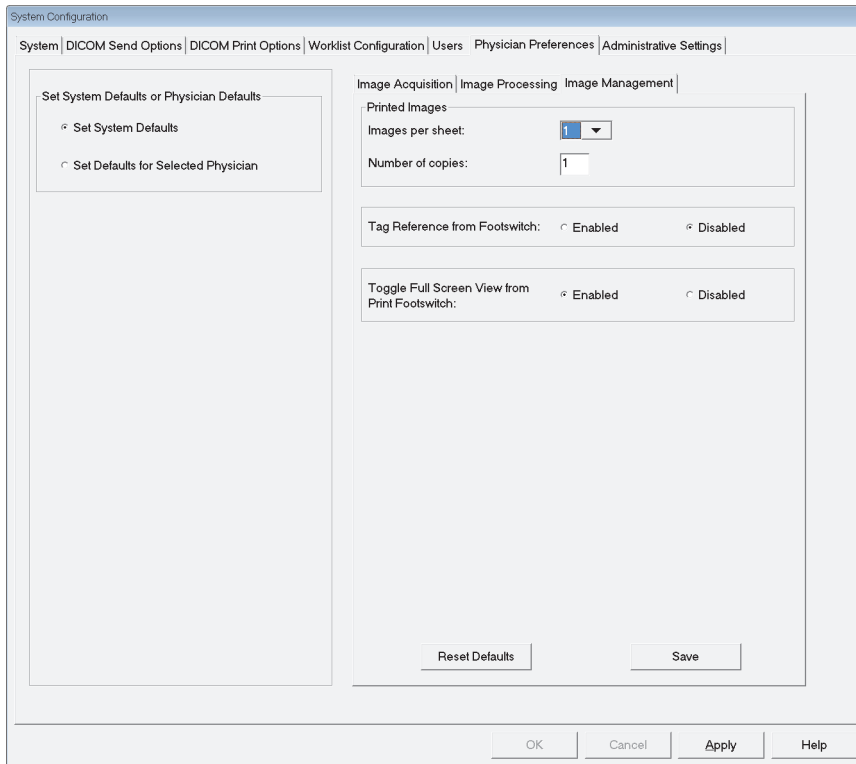 System Configuration
System DICOM Send Options DICOM Print Options Worklist Configuration Users Physician Preferences Administrative Settings
Set System Defaults or Physician Defaults
Set System Defaults
Set Defaults for Selected Physician
Image Acquisition Image Processing Image Management
Printed Images
Images per sheet: 1
Number of copies: 1
Tag Reference from Footswitch: Enabled Disabled
Toggle Full Screen View from
Print Footswitch: Enabled Disabled
Reset Defaults Save
OK Cancel Apply Help